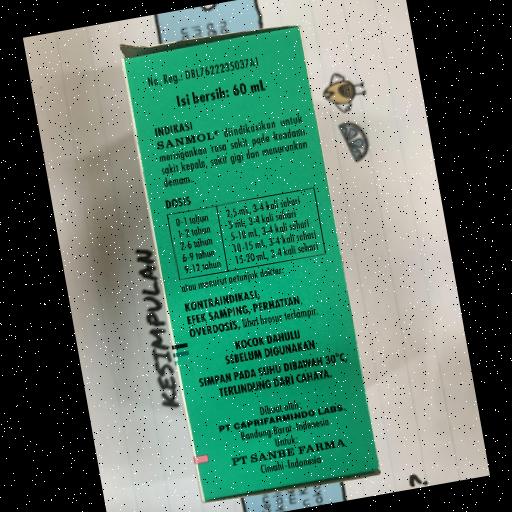 No. Reg.: DBL7622235037A1
Isi bersih: 60 mL
INDIKASI
SANMOL® diindikasikan untuk
meringankan rasa sakit pada keadaan
sakit kepala, sakit gigi dan menurunkan
demam.
DOSIS
0-1 tahun 2,5 mL, 3-4 kali sehari
1-2 tahun 5 mL, 3-4 kali sehari
2-6 tahun 5-10 mL, 3-4 kali sehari
6-9 tahun 10-15 mL, 3-4 kali sehari
9-12 tahun 15-20 mL, 3-4 kali sehari
atau menurut petunjuk dokter.
KONTRAINDIKASI,
EFEK SAMPING, PERHATIAN,
OVERDOSIS, lihat brosur terlampir.
KOCOK DAHULU
SEBELUM DIGUNAKAN
SIMPAN PADA SUHU DIBAWAH 30°C,
TERLINDUNG DARI CAHAYA.
Dibuat oleh:
PT CAPRIFARMINDO LABS.
Bandung Barat-Indonesia
Untuk:
PT SANBE FARMA
Cimahi-Indonesia
KESIMPULAN
?